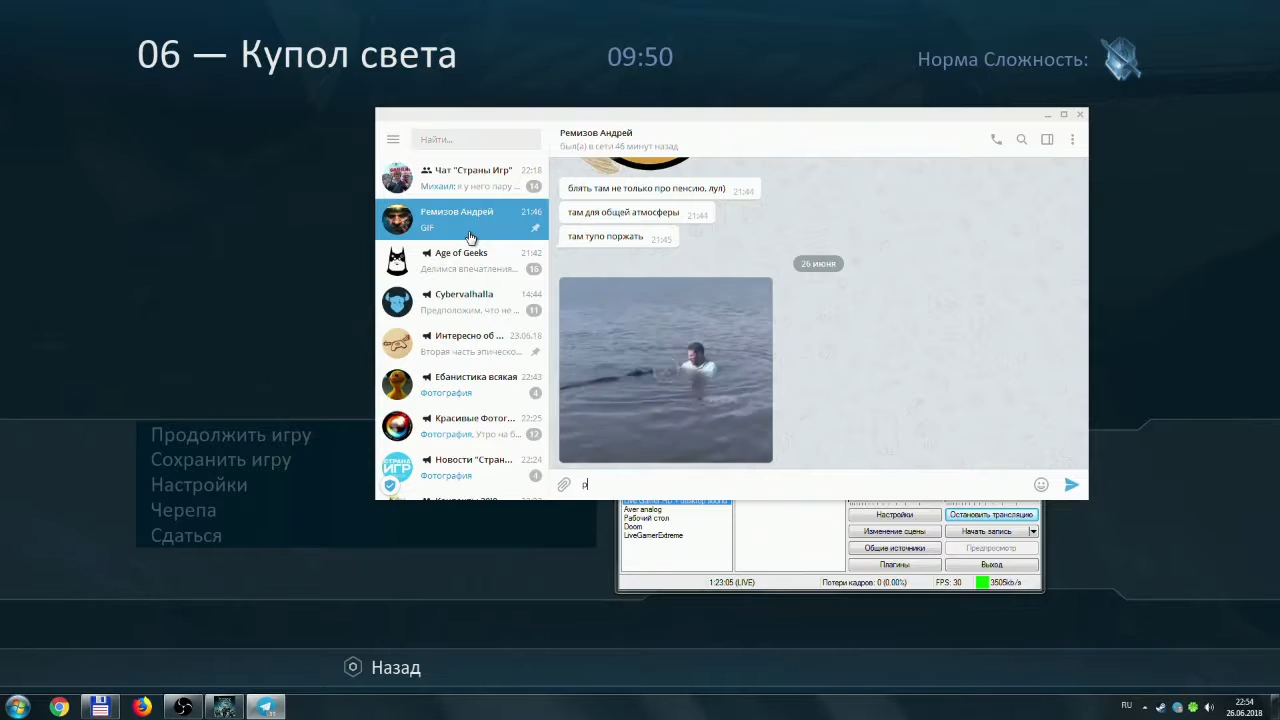 06 — Купол света
09:50
Норма Сложность:
Найти...
Ремизов Андрей
был(а) в сети 46 минут назад
Чат "Страны Игр" 22:18
Михаил: я у него пару ... 14
Ремизов Андрей 21:46
GIF
Age of Geeks 21:42
Делимся впечатления... 16
Cybervalhalla 14:44
Предположим, что не ... 11
Интересно об ... 23.06.18
Вторая часть эпическо...
Ебанистика всякая 22:43
Фотография 4
Красивые Фотог... 22:25
Фотография, Утро на б... 12
СТРАНА ИГР
Новости "Стран... 22:24
Фотография 4
блять там не только про пенсию, лул) 21:44
там для общей атмосферы 21:44
там тупо поржать 21:45
26 июня
р
Продолжить игру
Сохранить игру
Настройки
Черепа
Сдаться
Aver analog
Рабочий стол
Doom
LiveGamerExtreme
Настройки
Остановить трансляцию
Изменение сцены
Начать запись
Общие источники
Предпросмотр
Плагины
Выход
1:23:05 (LIVE)
Потери кадров: 0 (0.00%)
FPS: 30
3505kb/s
Назад
11
RU
22:54
26.06.2018